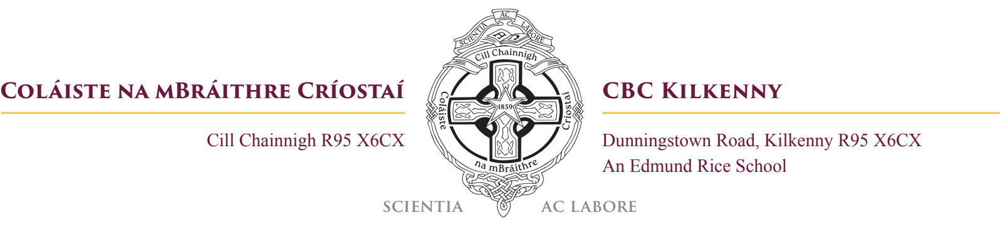 COLÁISTE NA MBRÁITHRE CRÍOSTAÍ
Cill Chainnigh R95 X6CX
SCIENTIA AC LABORE
Cill Chainnigh
Coláiste
1859
Críostaí
na mBráithre
SCIENTIA AC LABORE
CBC KILKENNY
Dunningstown Road, Kilkenny R95 X6CX
An Edmund Rice School